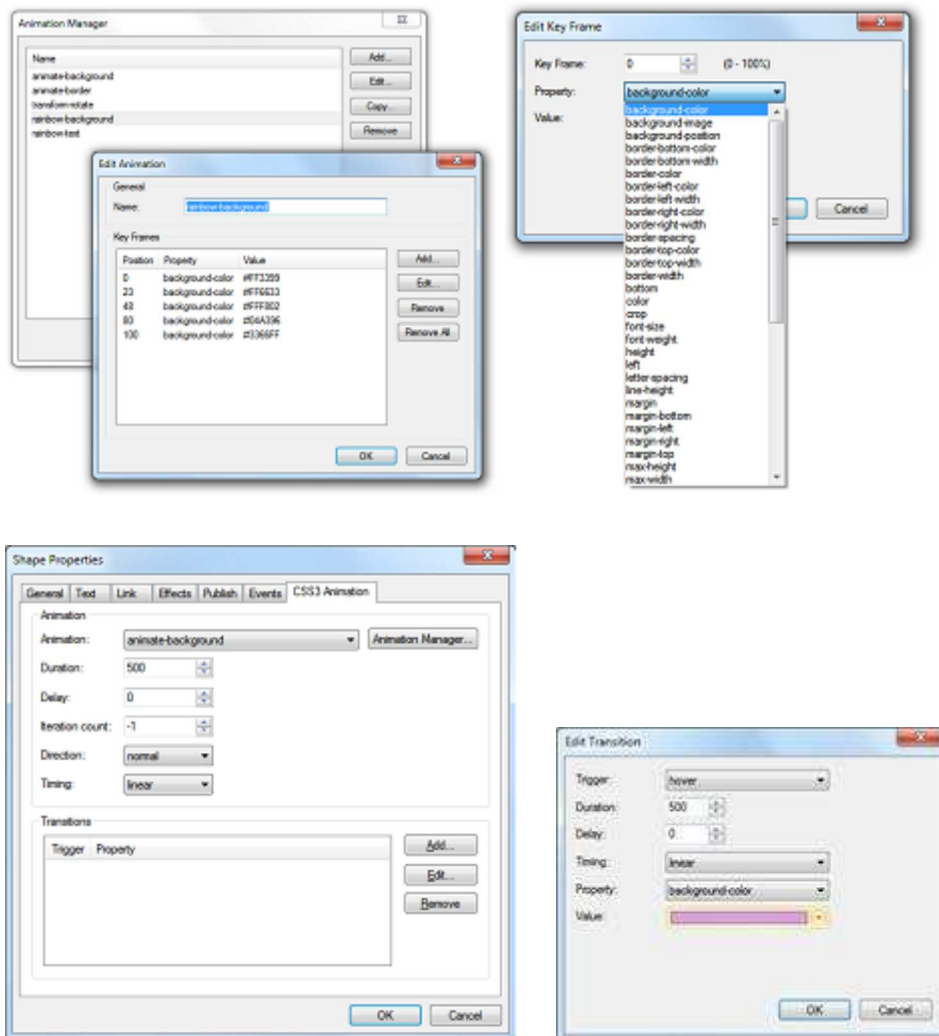 Animation Manager
Name
Add...
animate-background
animate-border
Edit...
transform-rotate
Copy...
rainbow-background
rainbow-text
Remove
Edit Animation
General
Name: rainbow-background
Key Frames
Position Property Value
Add...
0 background-color #FF3399
23 background-color #FF6633
Edit...
48 background-color
Remove
80 background-color
100 background-color #3366FF
Remove All
OK Cancel
Edit Key Frame
Key Frame: 0 (0 - 100%)
Property: background-color
Value:
background-color
background-image
background-position
border-bottom-color
border-bottom-width
border-color
border-left-color
border-left-width
border-right-color
border-right-width
border-spacing
border-top-color
border-top-width
border-width
bottom
color
crop
font-size
font-weight
height
left
letter-spacing
line-height
margin
margin-bottom
margin-left
margin-right
margin-top
max-height
max-width
Cancel
Shape Properties
General Text Link Effects Publish Events CSS3 Animation
Animation
Animation: animate-background Animation Manager...
Duration: 500
Delay: 0
Iteration count: -1
Direction: normal
Timing: linear
Transitions
Trigger Property
Add...
Edit...
Remove
OK Cancel
Edit Transition
Trigger: hover
Duration: 500
Delay: 0
Timing: linear
Property: background-color
Value:
OK Cancel